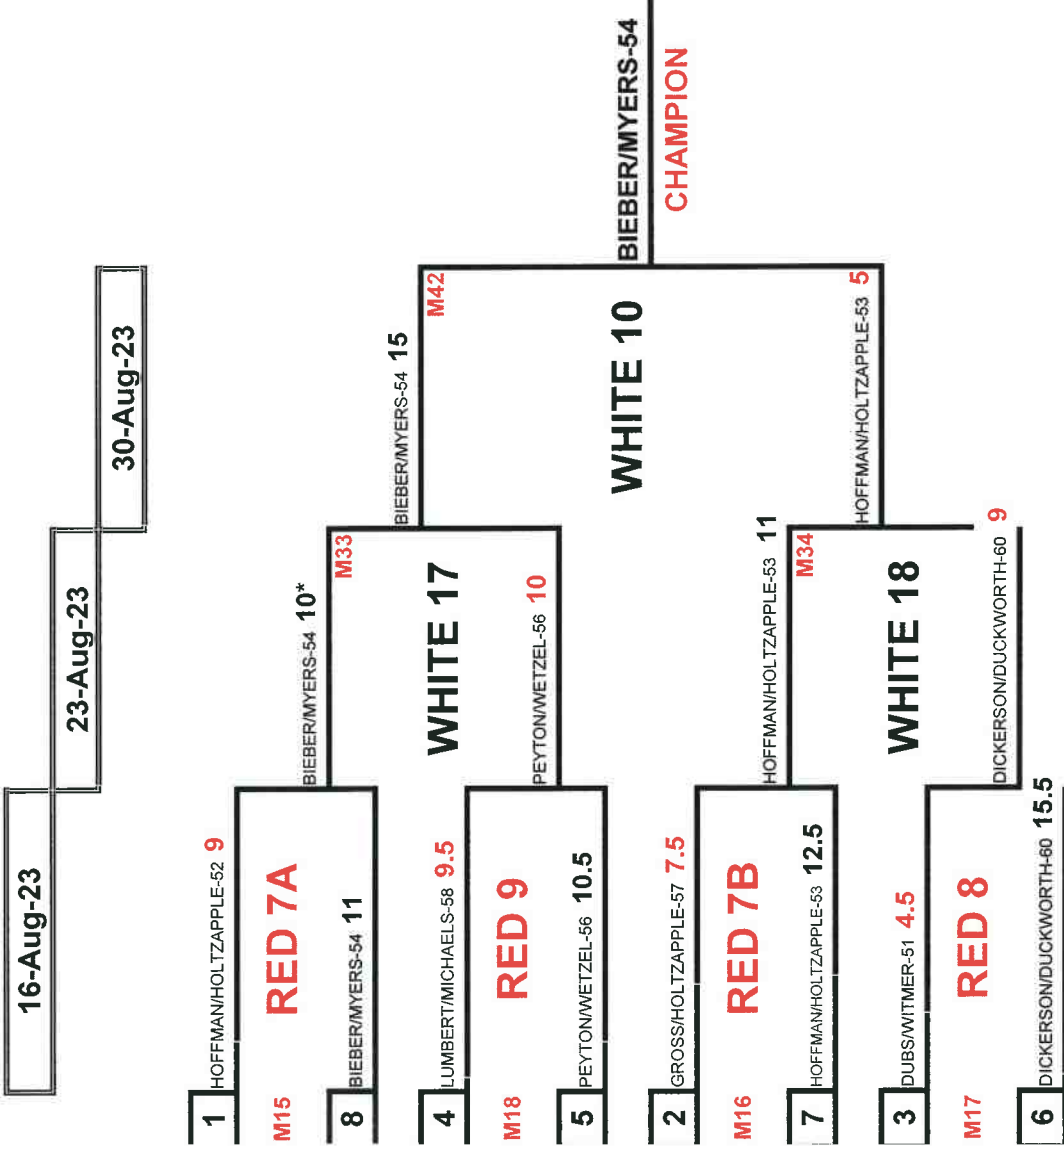 16-Aug-23
23-Aug-23
30-Aug-23
1
HOFFMAN/HOLTZAPPLE-52 9
M15
RED 7A
8
BIEBER/MYERS-54 11
BIEBER/MYERS-54 10*
M33
WHITE 17
4
LUMBERT/MICHAELS-58 9.5
M18
RED 9
5
PEYTON/WETZEL-56 10.5
PEYTON/WETZEL-56 10
BIEBER/MYERS-54 15
M42
WHITE 10
BIEBER/MYERS-54
CHAMPION
2
GROSS/HOLTZAPPLE-57 7.5
M16
RED 7B
7
HOFFMAN/HOLTZAPPLE-53 12.5
HOFFMAN/HOLTZAPPLE-53 11
M34
WHITE 18
HOFFMAN/HOLTZAPPLE-53 5
3
DUBS/WITMER-51 4.5
M17
RED 8
6
DICKERSON/DUCKWORTH-60 15.5
DICKERSON/DUCKWORTH-60 9